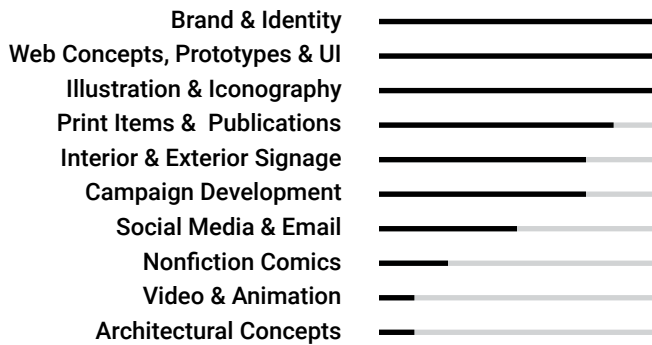 Brand & Identity
Web Concepts, Prototypes & UI
Illustration & Iconography
Print Items &  Publications
Interior & Exterior Signage
Campaign Development
Social Media & Email
Nonfiction Comics
Video & Animation
Architectural Concepts